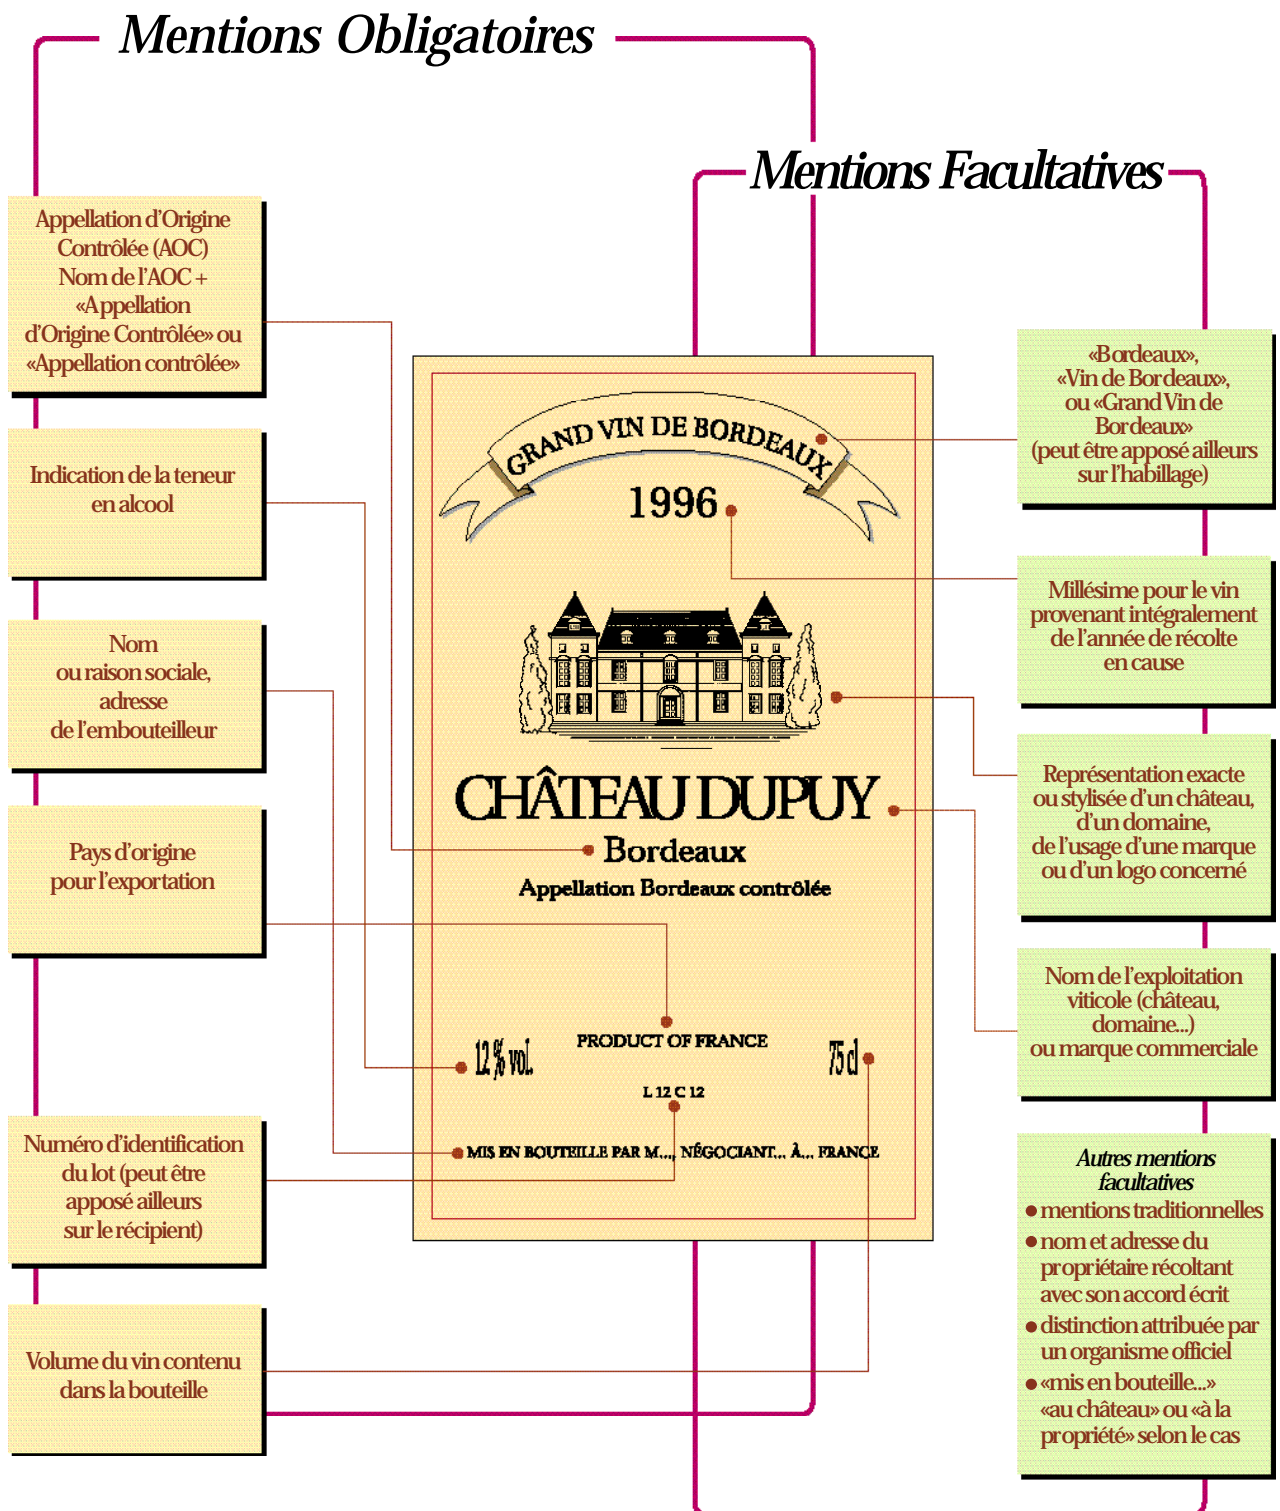 Mentions Obligatoires
Mentions Facultatives
Appellation d'Origine
Contrôlée (AOC)
Nom de l'AOC +
«Appellation
d'Origine Contrôlée» ou
«Appellation contrôlée»
Indication de la teneur
en alcool
Nom
ou raison sociale,
adresse
de l'embouteilleur
Pays d'origine
pour l'exportation
Numéro d'identification
du lot (peut être
apposé ailleurs
sur le récipient)
Volume du vin contenu
dans la bouteille
GRAND VIN DE BORDEAUX
1996
CHÂTEAU DUPUY
Bordeaux
Appellation Bordeaux contrôlée
PRODUCT OF FRANCE
12 % vol.
75 cl
L 12 C 12
MIS EN BOUTEILLE PAR M..., NÉGOCIANT... À... FRANCE
«Bordeaux»,
«Vin de Bordeaux»,
ou «Grand Vin de
Bordeaux»
(peut être apposé ailleurs
sur l'habillage)
Millésime pour le vin
provenant intégralement
de l'année de récolte
en cause
Représentation exacte
ou stylisée d'un château,
d'un domaine,
de l'usage d'une marque
ou d'un logo concerné
Nom de l'exploitation
viticole (château,
domaine...)
ou marque commerciale
Autres mentions
facultatives
• mentions traditionnelles
• nom et adresse du
propriétaire récoltant
avec son accord écrit
• distinction attribuée par
un organisme officiel
• «mis en bouteille...»
«au château» ou «à la
propriété» selon le cas